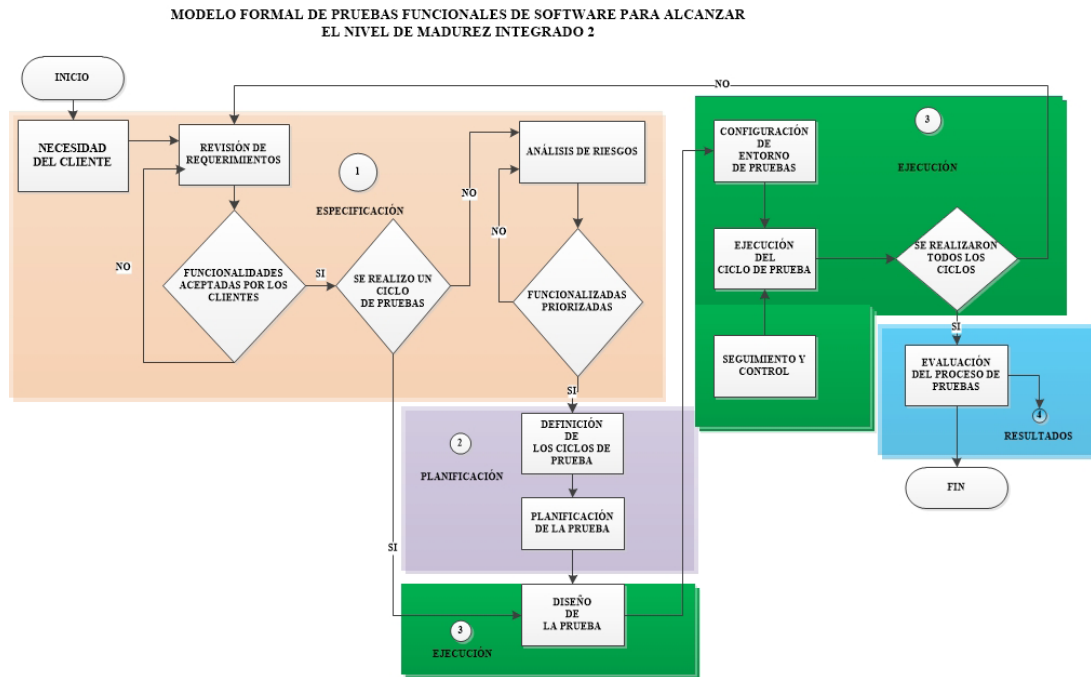 MODELO FORMAL DE PRUEBAS FUNCIONALES DE SOFTWARE PARA ALCANZAR
EL NIVEL DE MADUREZ INTEGRADO 2
INICIO
NECESIDAD
DEL CLIENTE
REVISIÓN DE
REQUERIMIENTOS
1
ESPECIFICACIÓN
FUNCIONALIDADES
ACEPTADAS POR LOS
CLIENTES
NO
SI
SE REALIZO UN
CICLO
DE PRUEBAS
NO
SI
ANÁLISIS DE RIESGOS
NO
FUNCIONALIZADAS
PRIORIZADAS
SI
2
PLANIFICACIÓN
DEFINICIÓN
DE
LOS CICLOS DE
PRUEBA
PLANIFICACIÓN
DE LA PRUEBA
3
EJECUCIÓN
DISEÑO
DE
LA PRUEBA
CONFIGURACIÓN
DE
ENTORNO
DE PRUEBAS
3
EJECUCIÓN
EJECUCIÓN
DEL
CICLO DE PRUEBA
SEGUIMIENTO Y
CONTROL
SE REALIZARON
TODOS LOS
CICLOS
NO
SI
EVALUACIÓN
DEL PROCESO DE
PRUEBAS
4
RESULTADOS
FIN